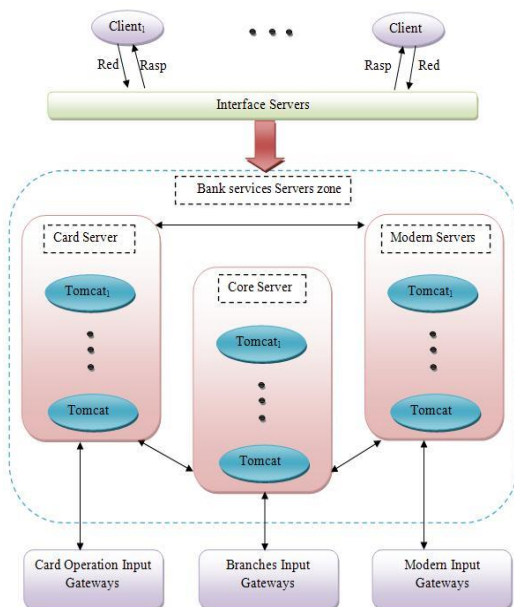 Client1
Client
Red
Rasp
Rasp
Red
Interface Servers
Bank services Servers zone
Card Server
Modern Servers
Core Server
Tomcat1
Tomcat1
Tomcat1
Tomcat
Tomcat
Tomcat
Card Operation Input
Gateways
Branches Input
Gateways
Modern Input
Gateways